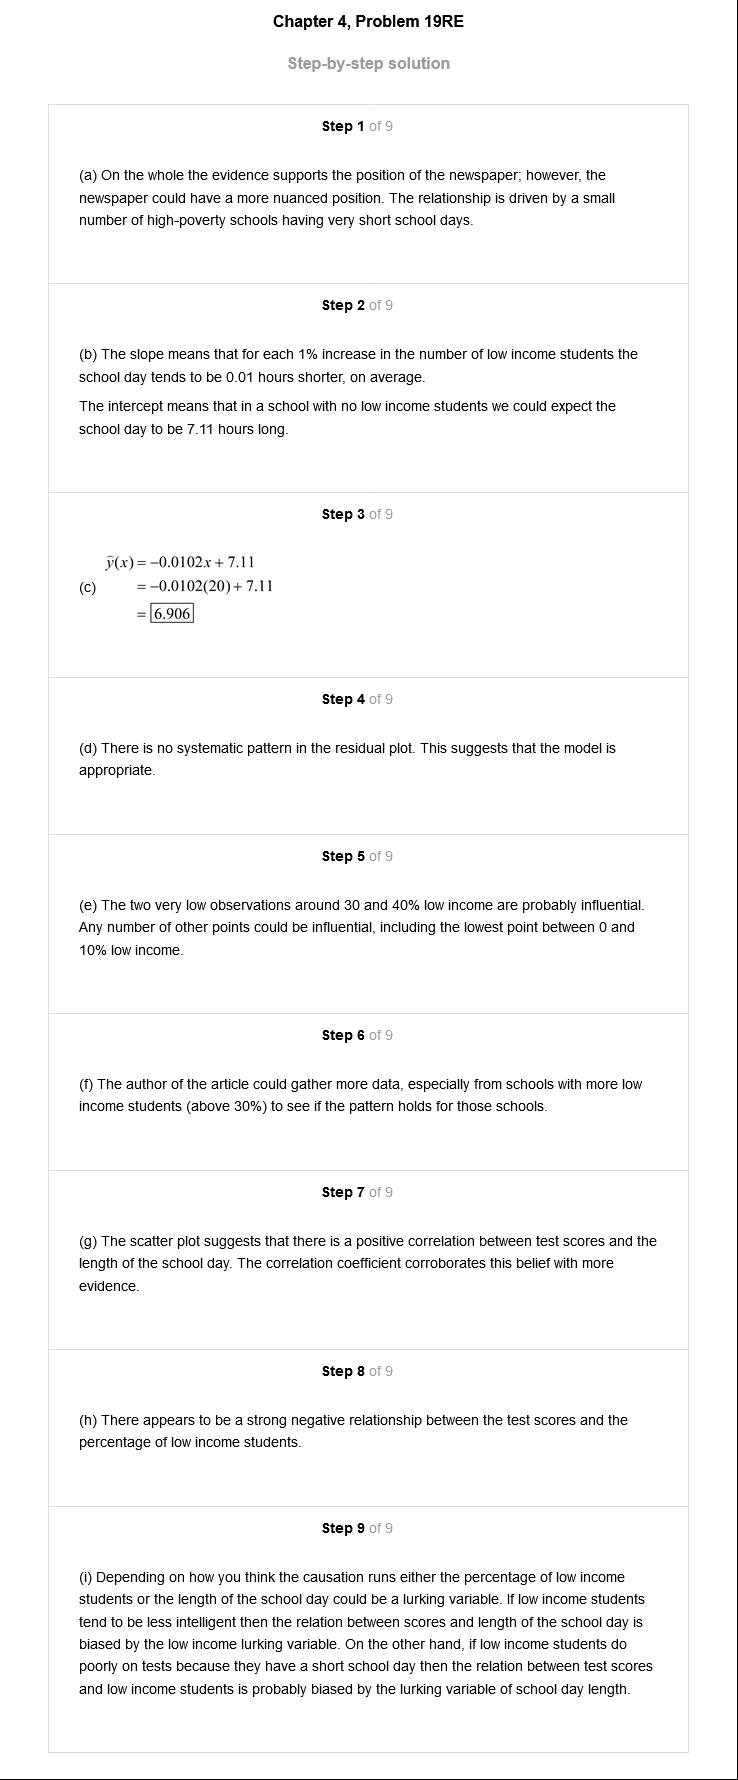 Chapter 4, Problem 19RE
Step-by-step solution
Step 1 of 9
(a) On the whole the evidence supports the position of the newspaper; however, the
newspaper could have a more nuanced position. The relationship is driven by a small
number of high-poverty schools having very short school days.
Step 2 of 9
(b) The slope means that for each 1% increase in the number of low income students the
school day tends to be 0.01 hours shorter, on average.
The intercept means that in a school with no low income students we could expect the
school day to be 7.11 hours long.
Step 3 of 9
ŷ(x) = −0.0102x + 7.11
(c) = −0.0102(20) + 7.11
= 6.906
Step 4 of 9
(d) There is no systematic pattern in the residual plot. This suggests that the model is
appropriate.
Step 5 of 9
(e) The two very low observations around 30 and 40% low income are probably influential.
Any number of other points could be influential, including the lowest point between 0 and
10% low income.
Step 6 of 9
(f) The author of the article could gather more data, especially from schools with more low
income students (above 30%) to see if the pattern holds for those schools.
Step 7 of 9
(g) The scatter plot suggests that there is a positive correlation between test scores and the
length of the school day. The correlation coefficient corroborates this belief with more
evidence.
Step 8 of 9
(h) There appears to be a strong negative relationship between the test scores and the
percentage of low income students.
Step 9 of 9
(i) Depending on how you think the causation runs either the percentage of low income
students or the length of the school day could be a lurking variable. If low income students
tend to be less intelligent then the relation between scores and length of the school day is
biased by the low income lurking variable. On the other hand, if low income students do
poorly on tests because they have a short school day then the relation between test scores
and low income students is probably biased by the lurking variable of school day length.